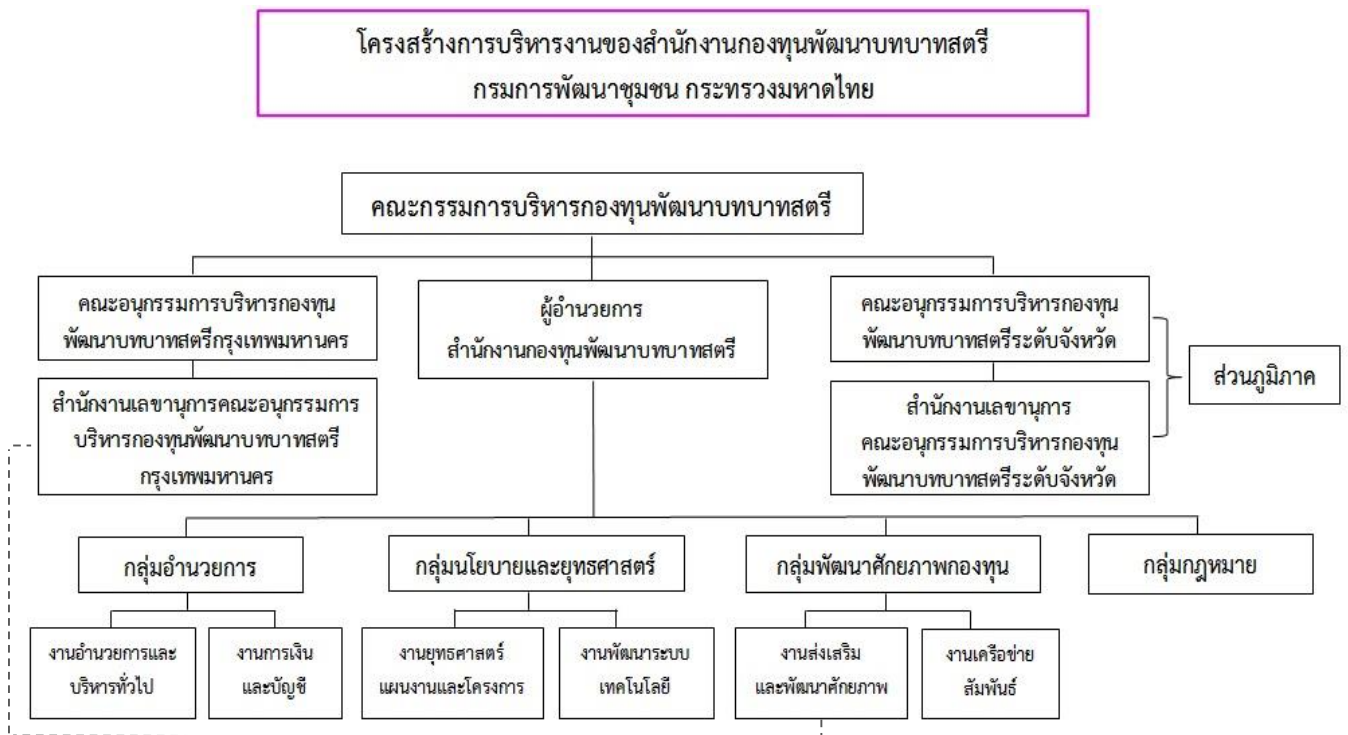 โครงสร้างการบริหารงานของสำนักงานกองทุนพัฒนาบทบาทสตรี
กรมการพัฒนาชุมชน กระทรวงมหาดไทย
คณะกรรมการบริหารกองทุนพัฒนาบทบาทสตรี
คณะอนุกรรมการบริหารกองทุน
พัฒนาบทบาทสตรีกรุงเทพมหานคร
ผู้อำนวยการ
สำนักงานกองทุนพัฒนาบทบาทสตรี
คณะอนุกรรมการบริหารกองทุน
พัฒนาบทบาทสตรีระดับจังหวัด
ส่วนภูมิภาค
สำนักงานเลขานุการคณะอนุกรรมการ
บริหารกองทุนพัฒนาบทบาทสตรี
กรุงเทพมหานคร
สำนักงานเลขานุการ
คณะอนุกรรมการบริหารกองทุน
พัฒนาบทบาทสตรีระดับจังหวัด
กลุ่มอำนวยการ
กลุ่มนโยบายและยุทธศาสตร์
กลุ่มพัฒนาศักยภาพกองทุน
กลุ่มกฎหมาย
งานอำนวยการและ
บริหารทั่วไป
งานการเงิน
และบัญชี
งานยุทธศาสตร์
แผนงานและโครงการ
งานพัฒนาระบบ
เทคโนโลยี
งานส่งเสริม
และพัฒนาศักยภาพ
งานเครือข่าย
สัมพันธ์